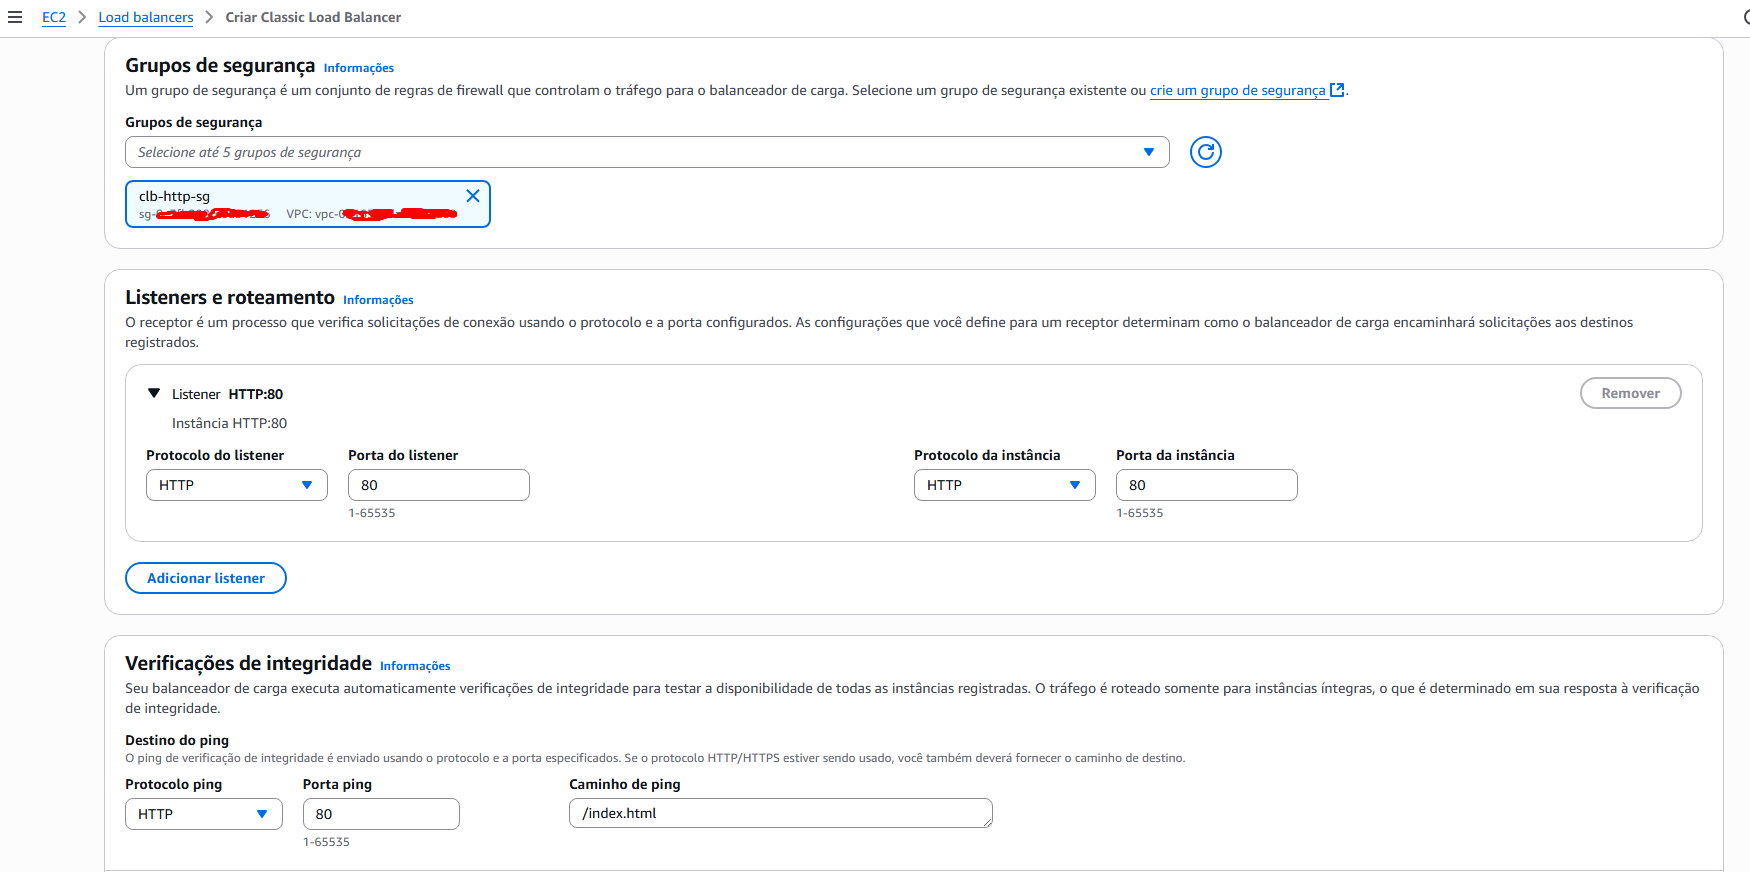 EC2 > Load balancers > Criar Classic Load Balancer
Grupos de segurança Informações
Um grupo de segurança é um conjunto de regras de firewall que controlam o tráfego para o balanceador de carga. Selecione um grupo de segurança existente ou crie um grupo de segurança.
Grupos de segurança
Selecione até 5 grupos de segurança
clb-http-sg
sg- VPC: vpc-0
Listeners e roteamento Informações
O receptor é um processo que verifica solicitações de conexão usando o protocolo e a porta configurados. As configurações que você define para um receptor determinam como o balanceador de carga encaminhará solicitações aos destinos
registrados.
Listener HTTP:80
Remover
Instância HTTP:80
Protocolo do listener Porta do listener Protocolo da instância Porta da instância
HTTP 80 HTTP 80
1-65535 1-65535
Adicionar listener
Verificações de integridade Informações
Seu balanceador de carga executa automaticamente verificações de integridade para testar a disponibilidade de todas as instâncias registradas. O tráfego é roteado somente para instâncias íntegras, o que é determinado em sua resposta à verificação
de integridade.
Destino do ping
O ping de verificação de integridade é enviado usando o protocolo e a porta especificados. Se o protocolo HTTP/HTTPS estiver sendo usado, você também deverá fornecer o caminho de destino.
Protocolo ping Porta ping Caminho de ping
HTTP 80 /index.html
1-65535